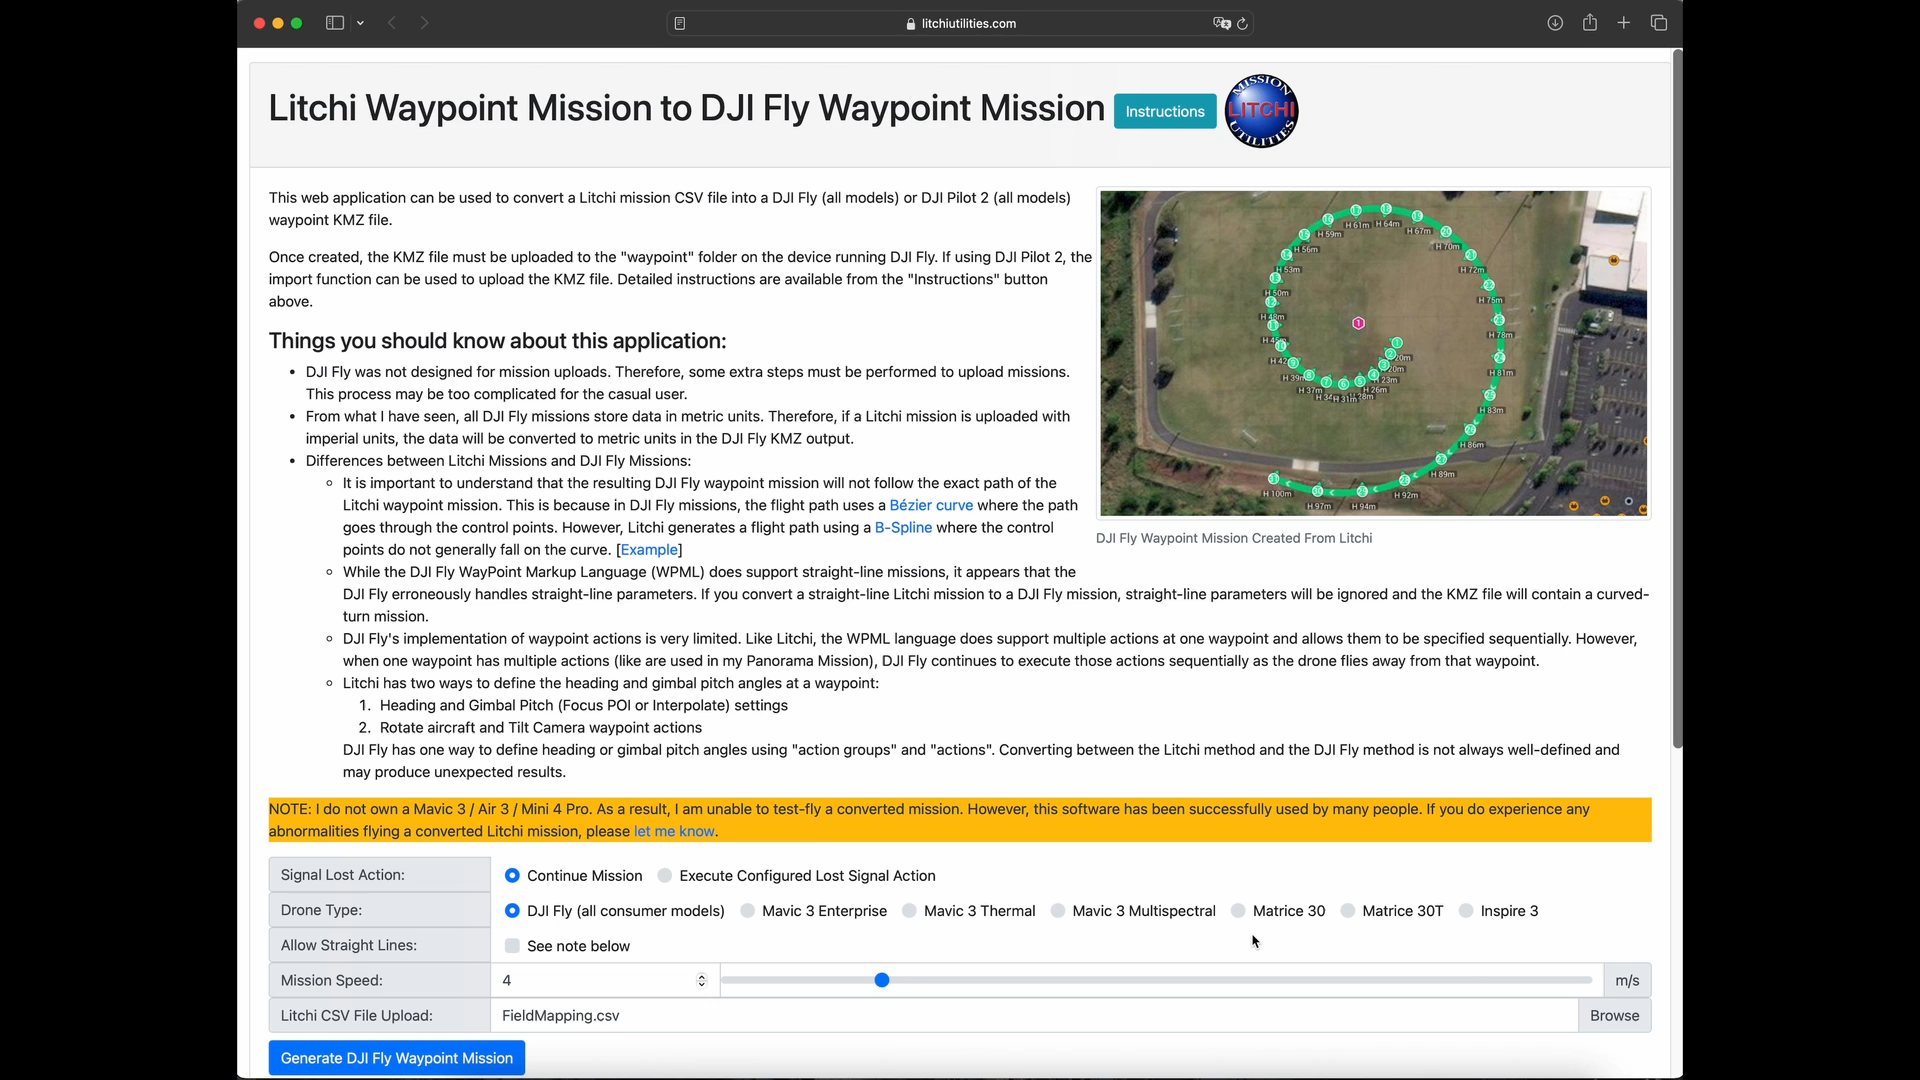 litchiutilities.com
Litchi Waypoint Mission to DJI Fly Waypoint Mission
Instructions
MISSION
LITCHI
UTILITIES
This web application can be used to convert a Litchi mission CSV file into a DJI Fly (all models) or DJI Pilot 2 (all models)
waypoint KMZ file.
Once created, the KMZ file must be uploaded to the "waypoint" folder on the device running DJI Fly. If using DJI Pilot 2, the
import function can be used to upload the KMZ file. Detailed instructions are available from the "Instructions" button
above.
Things you should know about this application:
• DJI Fly was not designed for mission uploads. Therefore, some extra steps must be performed to upload missions.
This process may be too complicated for the casual user.
• From what I have seen, all DJI Fly missions store data in metric units. Therefore, if a Litchi mission is uploaded with
imperial units, the data will be converted to metric units in the DJI Fly KMZ output.
• Differences between Litchi Missions and DJI Fly Missions:
◦ It is important to understand that the resulting DJI Fly waypoint mission will not follow the exact path of the
Litchi waypoint mission. This is because in DJI Fly missions, the flight path uses a Bézier curve where the path
goes through the control points. However, Litchi generates a flight path using a B-Spline where the control
points do not generally fall on the curve. [Example]
H 61m
H 64m
H 59m
H 67m
H 56m
H 70m
H 53m
H 72m
H 50m
H 75m
H 48m
H 78m
H 81m
H 83m
H 86m
H 89m
H 92m
H 94m
H 97m
H 100m
DJI Fly Waypoint Mission Created From Litchi
◦ While the DJI Fly WayPoint Markup Language (WPML) does support straight-line missions, it appears that the
DJI Fly erroneously handles straight-line parameters. If you convert a straight-line Litchi mission to a DJI Fly mission, straight-line parameters will be ignored and the KMZ file will contain a curved-
turn mission.
◦ DJI Fly's implementation of waypoint actions is very limited. Like Litchi, the WPML language does support multiple actions at one waypoint and allows them to be specified sequentially. However,
when one waypoint has multiple actions (like are used in my Panorama Mission), DJI Fly continues to execute those actions sequentially as the drone flies away from that waypoint.
◦ Litchi has two ways to define the heading and gimbal pitch angles at a waypoint:
1. Heading and Gimbal Pitch (Focus POI or Interpolate) settings
2. Rotate aircraft and Tilt Camera waypoint actions
DJI Fly has one way to define heading or gimbal pitch angles using "action groups" and "actions". Converting between the Litchi method and the DJI Fly method is not always well-defined and
may produce unexpected results.
NOTE: I do not own a Mavic 3 / Air 3 / Mini 4 Pro. As a result, I am unable to test-fly a converted mission. However, this software has been successfully used by many people. If you do experience any
abnormalities flying a converted Litchi mission, please let me know.
Signal Lost Action: Continue Mission Execute Configured Lost Signal Action
Drone Type: DJI Fly (all consumer models) Mavic 3 Enterprise Mavic 3 Thermal Mavic 3 Multispectral Matrice 30 Matrice 30T Inspire 3
Allow Straight Lines: See note below
Mission Speed: 4 m/s
Litchi CSV File Upload: FieldMapping.csv Browse
Generate DJI Fly Waypoint Mission